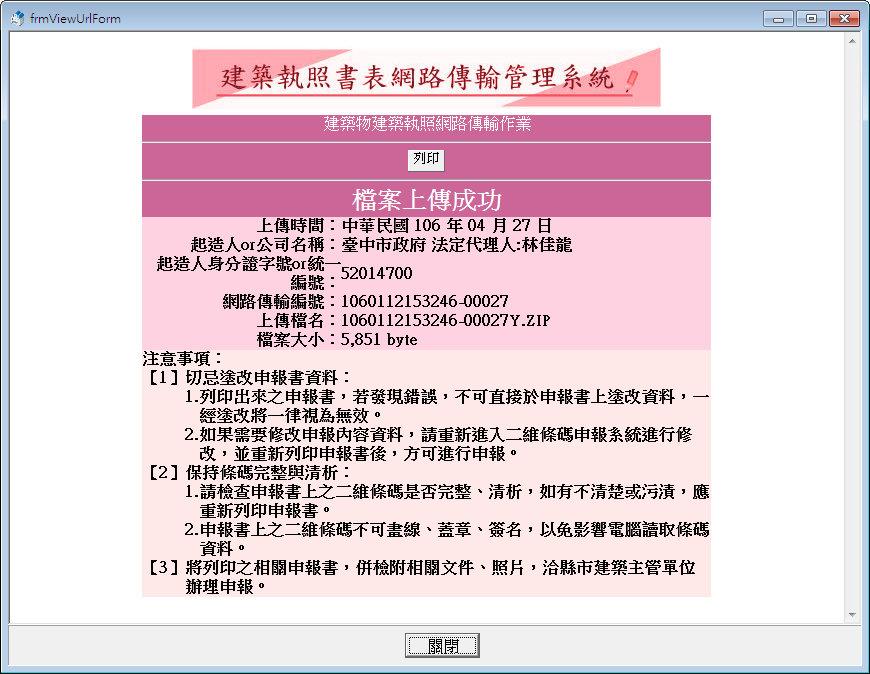 frmViewUrlForm
建築執照書表網路傳輸管理系統
建築物建築執照網路傳輸作業
列印
檔案上傳成功
上傳時間：中華民國 106 年 04 月 27 日
起造人or公司名稱：臺中市政府 法定代理人:林佳龍
起造人身分證字號or統一
編號：52014700
網路傳輸編號：1060112153246-00027
上傳檔名：1060112153246-00027Y.ZIP
檔案大小：5,851 byte
注意事項：
【1】切忌塗改申報書資料：
1.列印出來之申報書，若發現錯誤，不可直接於申報書上塗改資料，一
經塗改將一律視為無效。
2.如果需要修改申報內容資料，請重新進入二維條碼申報系統進行修
改，並重新列印申報書後，方可進行申報。
【2】保持條碼完整與清析：
1.請檢查申報書上之二維條碼是否完整、清析，如有不清楚或污漬，應
重新列印申報書。
2.申報書上之二維條碼不可畫線、蓋章、簽名，以免影響電腦讀取條碼
資料。
【3】將列印之相關申報書，併檢附相關文件、照片，洽縣市建築主管單位
辦理申報。
關閉